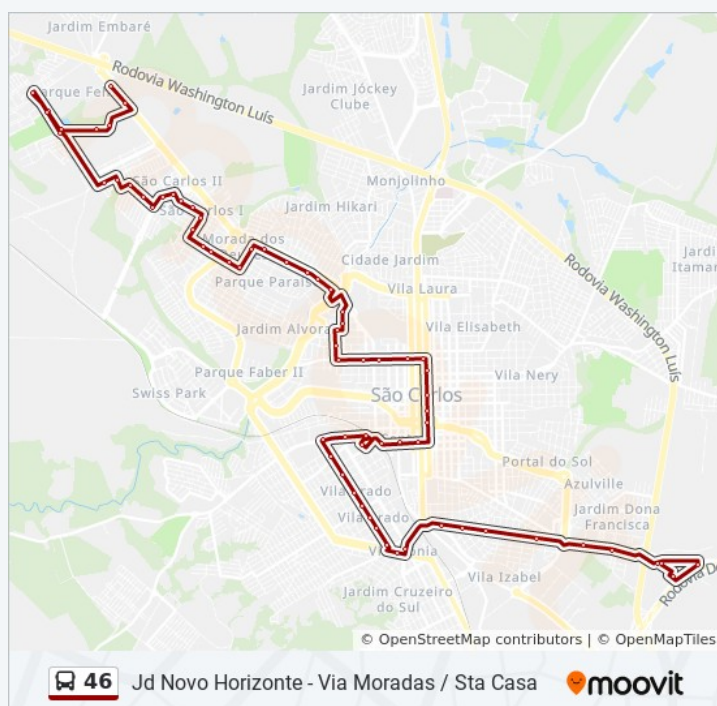 Jardim Embaré
Rodovia Washington Luís
Parque Fe
Jardim Jóckey
Clube
São Carlos II
Monjolinho
São Carlos I
Jardim Hikari
Morada dos
Cidade Jardim
Jardi
Itamar
Parque Parais
Vila Laura
Rodovia Washington Luís
Jardim Alvora
Vila Elisabeth
Parque Faber II
Vila Nery
Swiss Park
São Carlos
Portal do Sol
Azulville
Vila Prado
Jardim Dona
Francisca
Vila Prado
Vila Izabel
Rodovia Do
Jardim Cruzeiro
do Sul
© OpenStreetMap contributors | © OpenMapTiles
46 Jd Novo Horizonte - Via Moradas / Sta Casa moovit